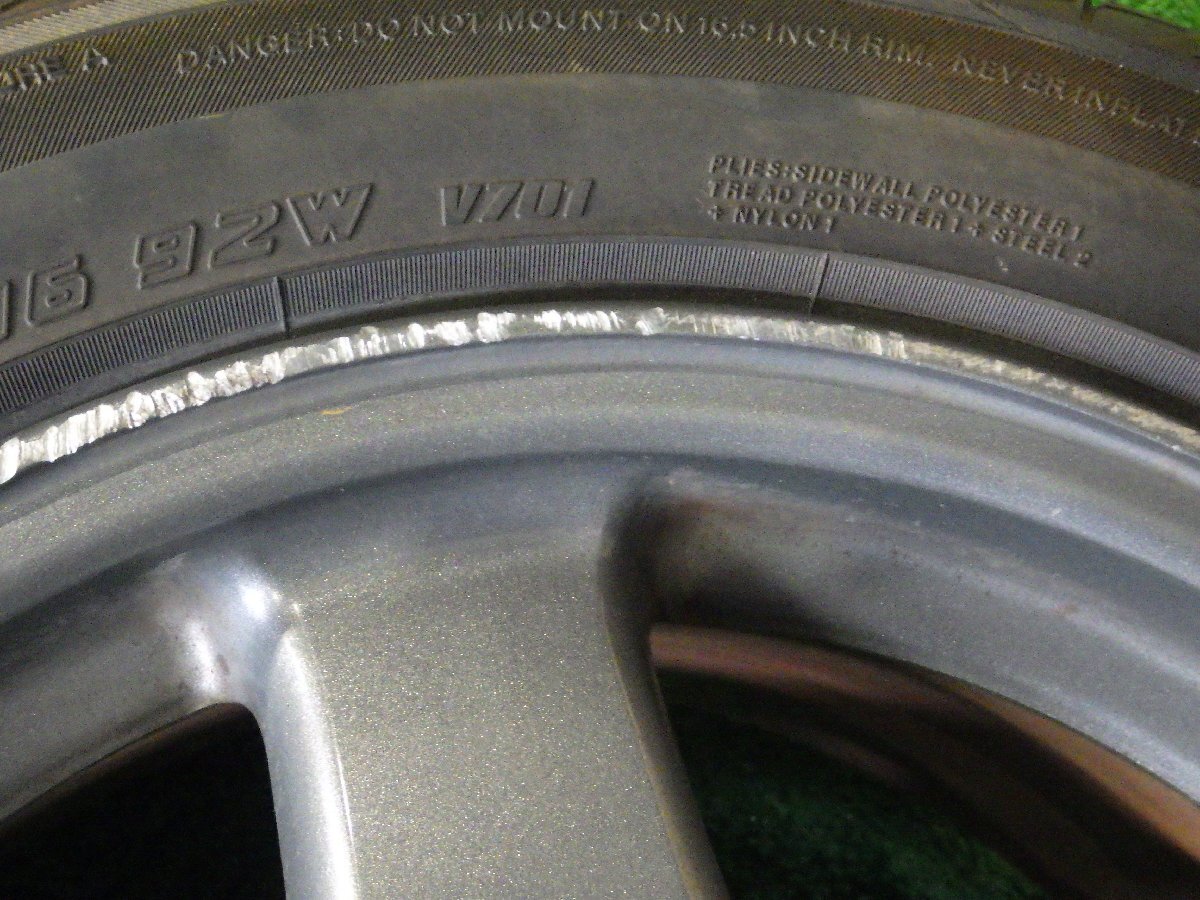 DANGER: DO NOT MOUNT ON 16.5 INCH RIM. NEVER INFLAT
16 92W V701
PLIES:SIDEWALL POLYESTER 1
TREAD POLYESTER 1 + STEEL 2
+ NYLON 1